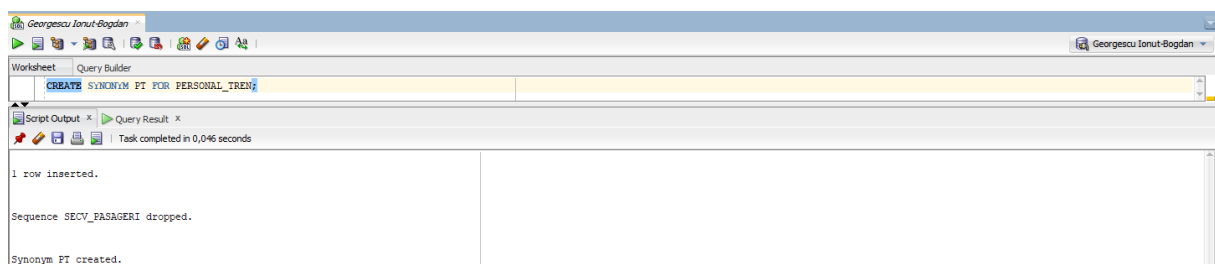 Georgescu Ionut-Bogdan
Georgescu Ionut-Bogdan
Worksheet Query Builder
CREATE SYNONYM PT FOR PERSONAL_TREN;
Script Output x Query Result x
Task completed in 0,046 seconds
1 row inserted.
Sequence SECV_PASAGERI dropped.
Synonym PT created.